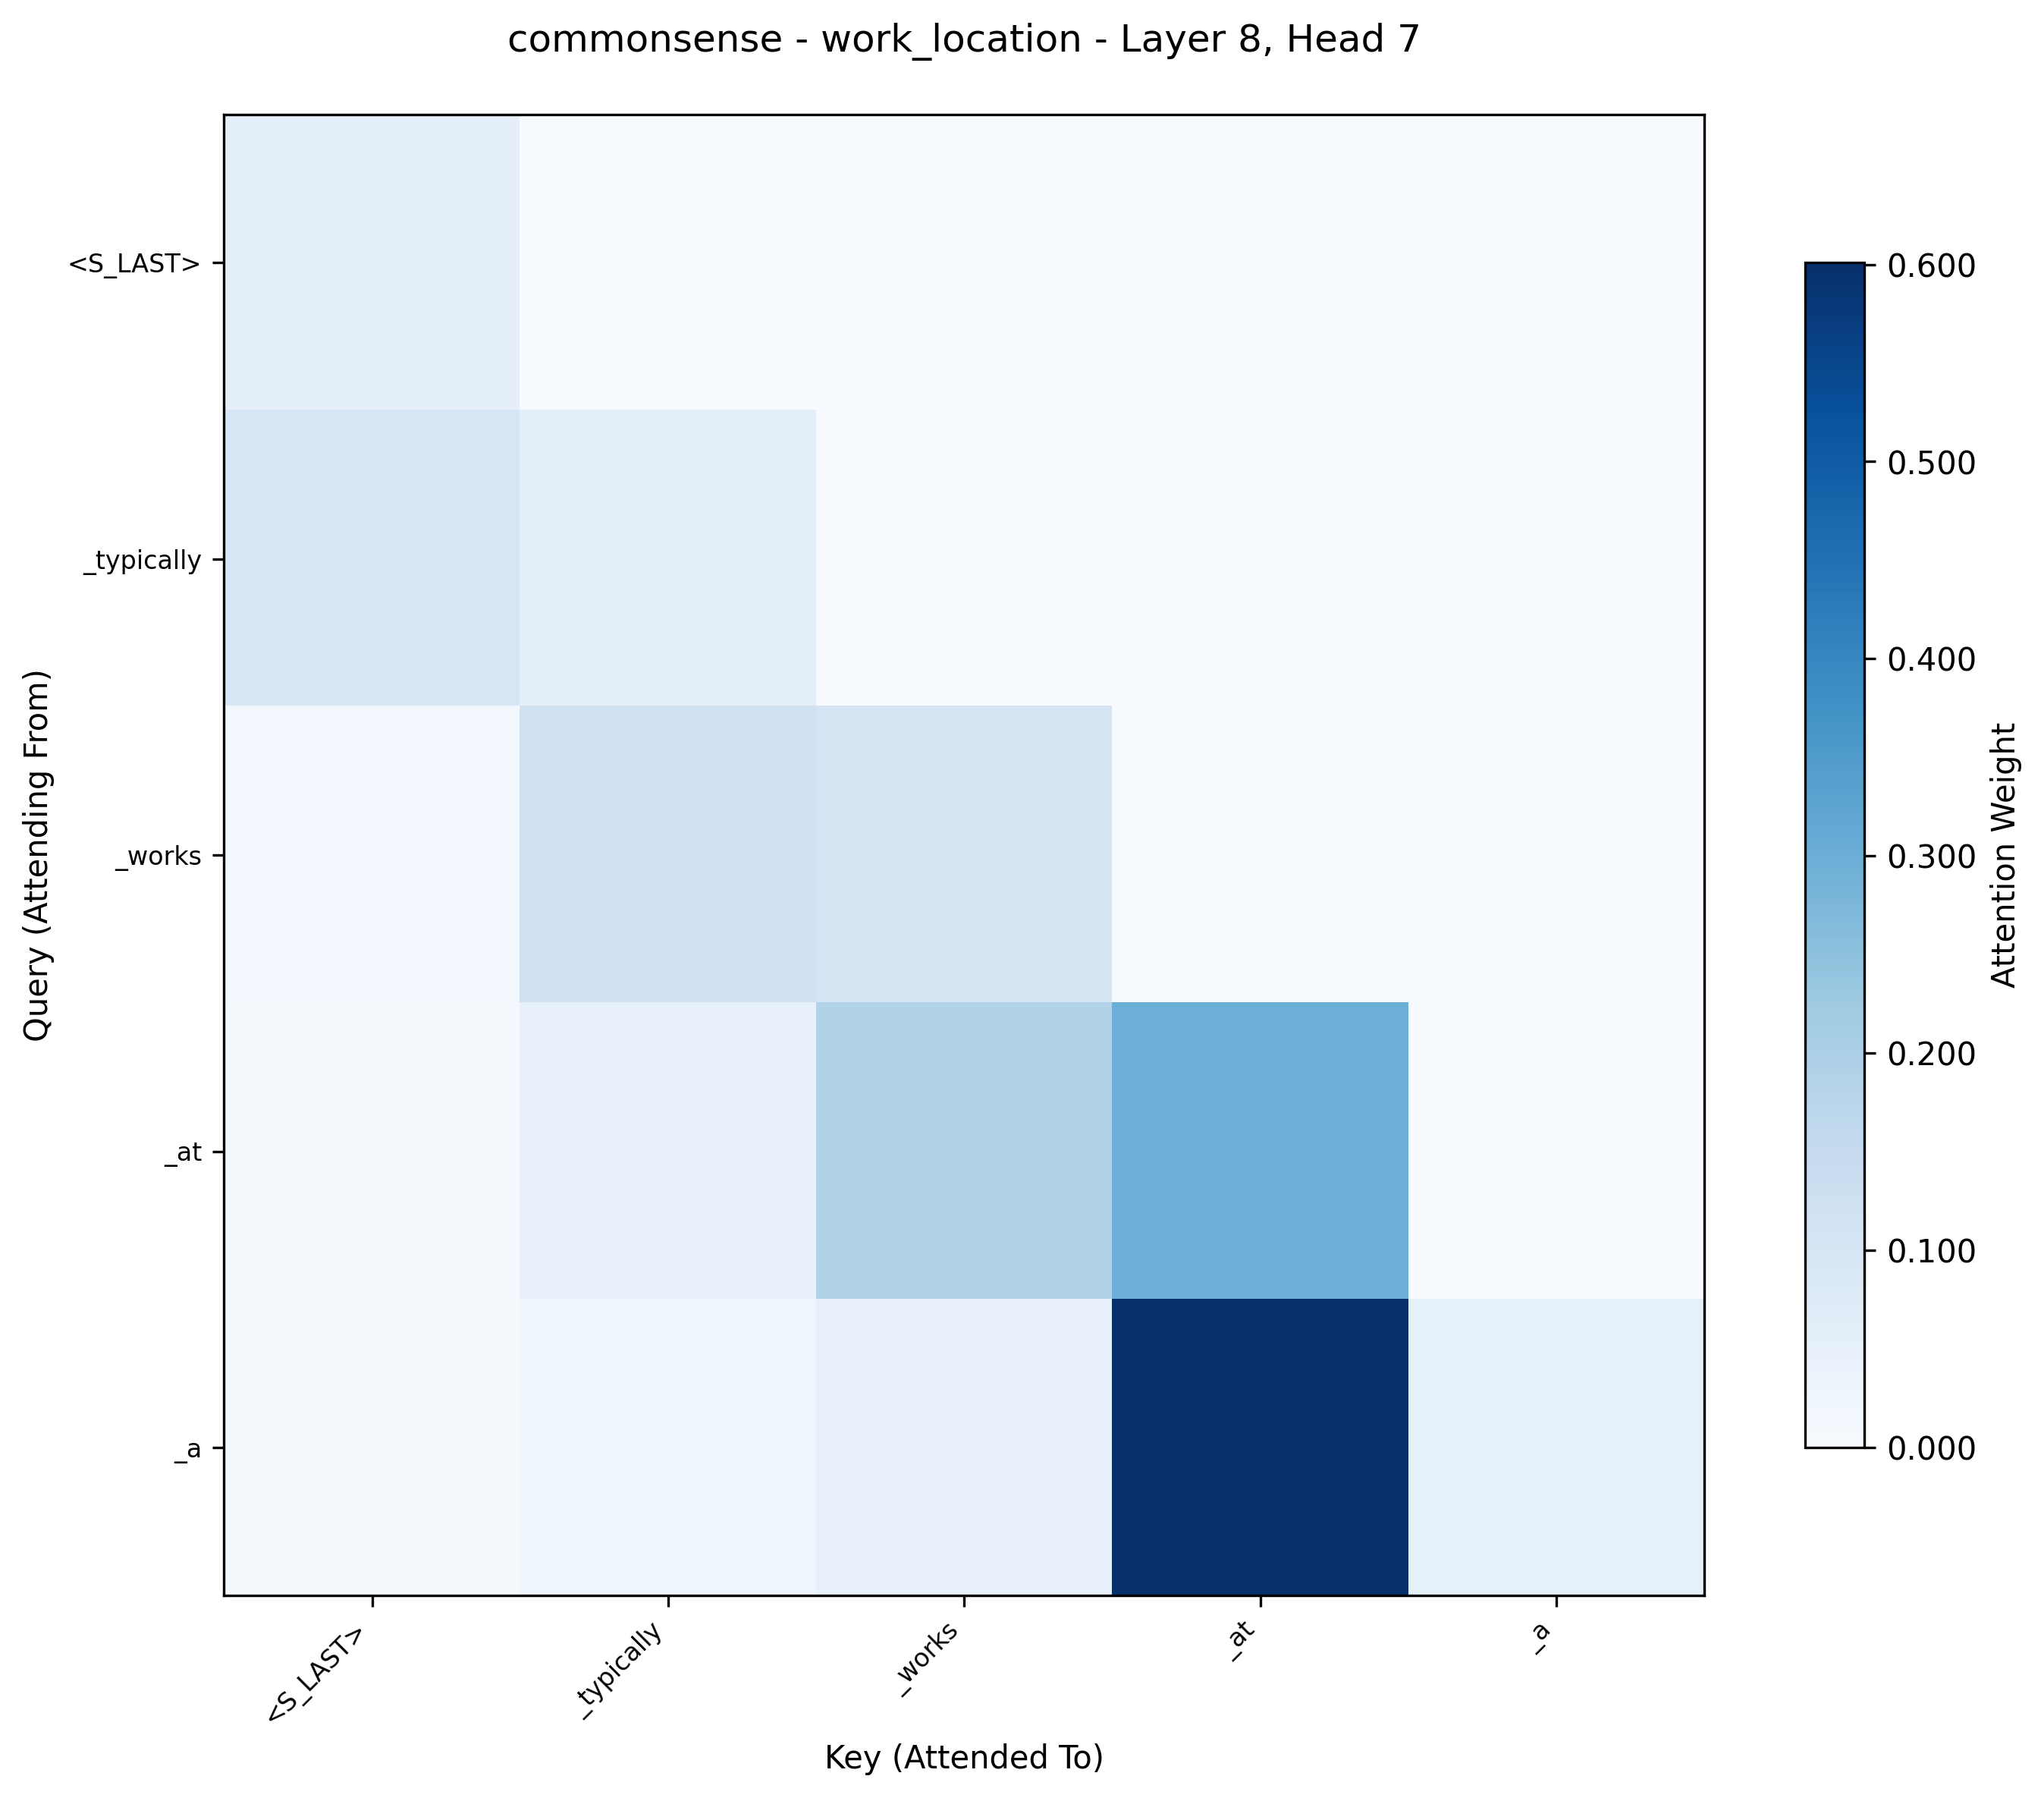 commonsense - work_location - Layer 8, Head 7
Query (Attending From)
<S_LAST>
_typically
_works
_at
_a
<S_LAST>
_typically
_works
_at
_a
Key (Attended To)
0.600
0.500
0.400
0.300
0.200
0.100
0.000
Attention Weight